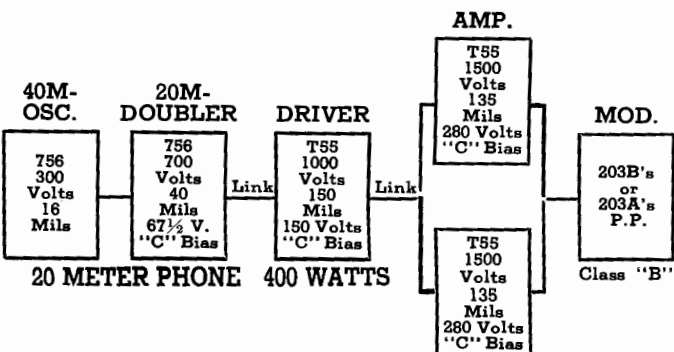 40M-
OSC.
756
300
Volts
16
Mils
20M-
DOUBLER
756
700
Volts
40
Mils
67½ V.
"C" Bias
Link
DRIVER
T55
1000
Volts
150
Mils
150 Volts
"C" Bias
Link
AMP.
T55
1500
Volts
135
Mils
280 Volts
"C" Bias
T55
1500
Volts
135
Mils
280 Volts
"C" Bias
MOD.
203B's
or
203A's
P.P.
Class "B"
20 METER PHONE 400 WATTS